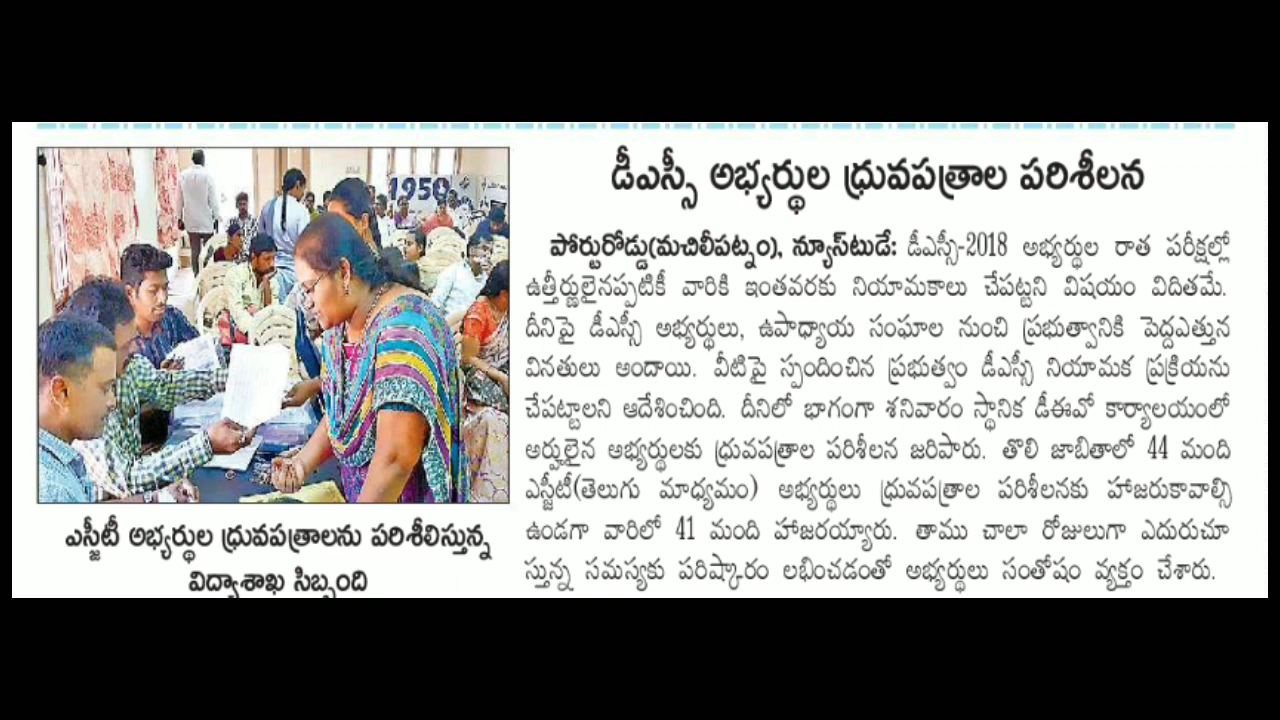 డీఎస్సీ అభ్యర్థుల ధ్రువపత్రాల పరిశీలన
1950
పోర్టురోడ్డు(మచిలీపట్నం), న్యూస్‌టుడే: డీఎస్సీ-2018 అభ్యర్థుల రాత పరీక్షల్లో
ఉత్తీర్ణులైనప్పటికీ వారికి ఇంతవరకు నియామకాలు చేపట్టని విషయం విదితమే.
దీనిపై డీఎస్సీ అభ్యర్థులు, ఉపాధ్యాయ సంఘాల నుంచి ప్రభుత్వానికి పెద్దఎత్తున
వినతులు అందాయి. వీటిపై స్పందించిన ప్రభుత్వం డీఎస్సీ నియామక ప్రక్రియను
చేపట్టాలని ఆదేశించింది. దీనిలో భాగంగా శనివారం స్థానిక డీఈవో కార్యాలయంలో
అర్హులైన అభ్యర్థులకు ధ్రువపత్రాల పరిశీలన జరిపారు. తొలి జాబితాలో 44 మంది
ఎస్జీటీ(తెలుగు మాధ్యమం) అభ్యర్థులు ధ్రువపత్రాల పరిశీలనకు హాజరుకావాల్సి
ఉండగా వారిలో 41 మంది హాజరయ్యారు. తాము చాలా రోజులుగా ఎదురుచూ
స్తున్న సమస్యకు పరిష్కారం లభించడంతో అభ్యర్థులు సంతోషం వ్యక్తం చేశారు.
ఎస్జీటీ అభ్యర్థుల ధ్రువపత్రాలను పరిశీలిస్తున్న
విద్యాశాఖ సిబ్బంది